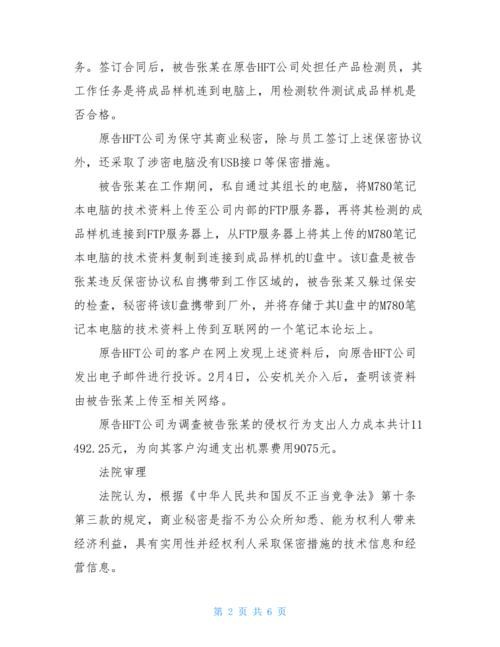 务。签订合同后，被告张某在原告HFT公司处担任产品检测员，其
工作任务是将成品样机连到电脑上，用检测软件测试成品样机是
否合格。
原告HFT公司为保守其商业秘密，除与员工签订上述保密协议
外，还采取了涉密电脑没有USB接口等保密措施。
被告张某在工作期间，私自通过其组长的电脑，将M780笔记
本电脑的技术资料上传至公司内部的FTP服务器，再将其检测的成
品样机连接到FTP服务器上，从FTP服务器上将其上传的M780笔记
本电脑的技术资料复制到连接到成品样机的U盘中。该U盘是被告
张某违反保密协议私自携带到工作区域的，被告张某又躲过保安
的检查，秘密将该U盘携带到厂外，并将存储于其U盘中的M780笔
记本电脑的技术资料上传到互联网的一个笔记本论坛上。
原告HFT公司的客户在网上发现上述资料后，向原告HFT公司
发出电子邮件进行投诉。2月4日，公安机关介入后，查明该资料
由被告张某上传至相关网络。
原告HFT公司为调查被告张某的侵权行为支出人力成本共计11
492.25元，为向其客户沟通支出机票费用9075元。
法院审理
法院认为，根据《中华人民共和国反不正当竞争法》第十条
第三款的规定，商业秘密是指不为公众所知悉、能为权利人带来
经济利益，具有实用性并经权利人采取保密措施的技术信息和经
营信息。
第 2 页 共 6 页